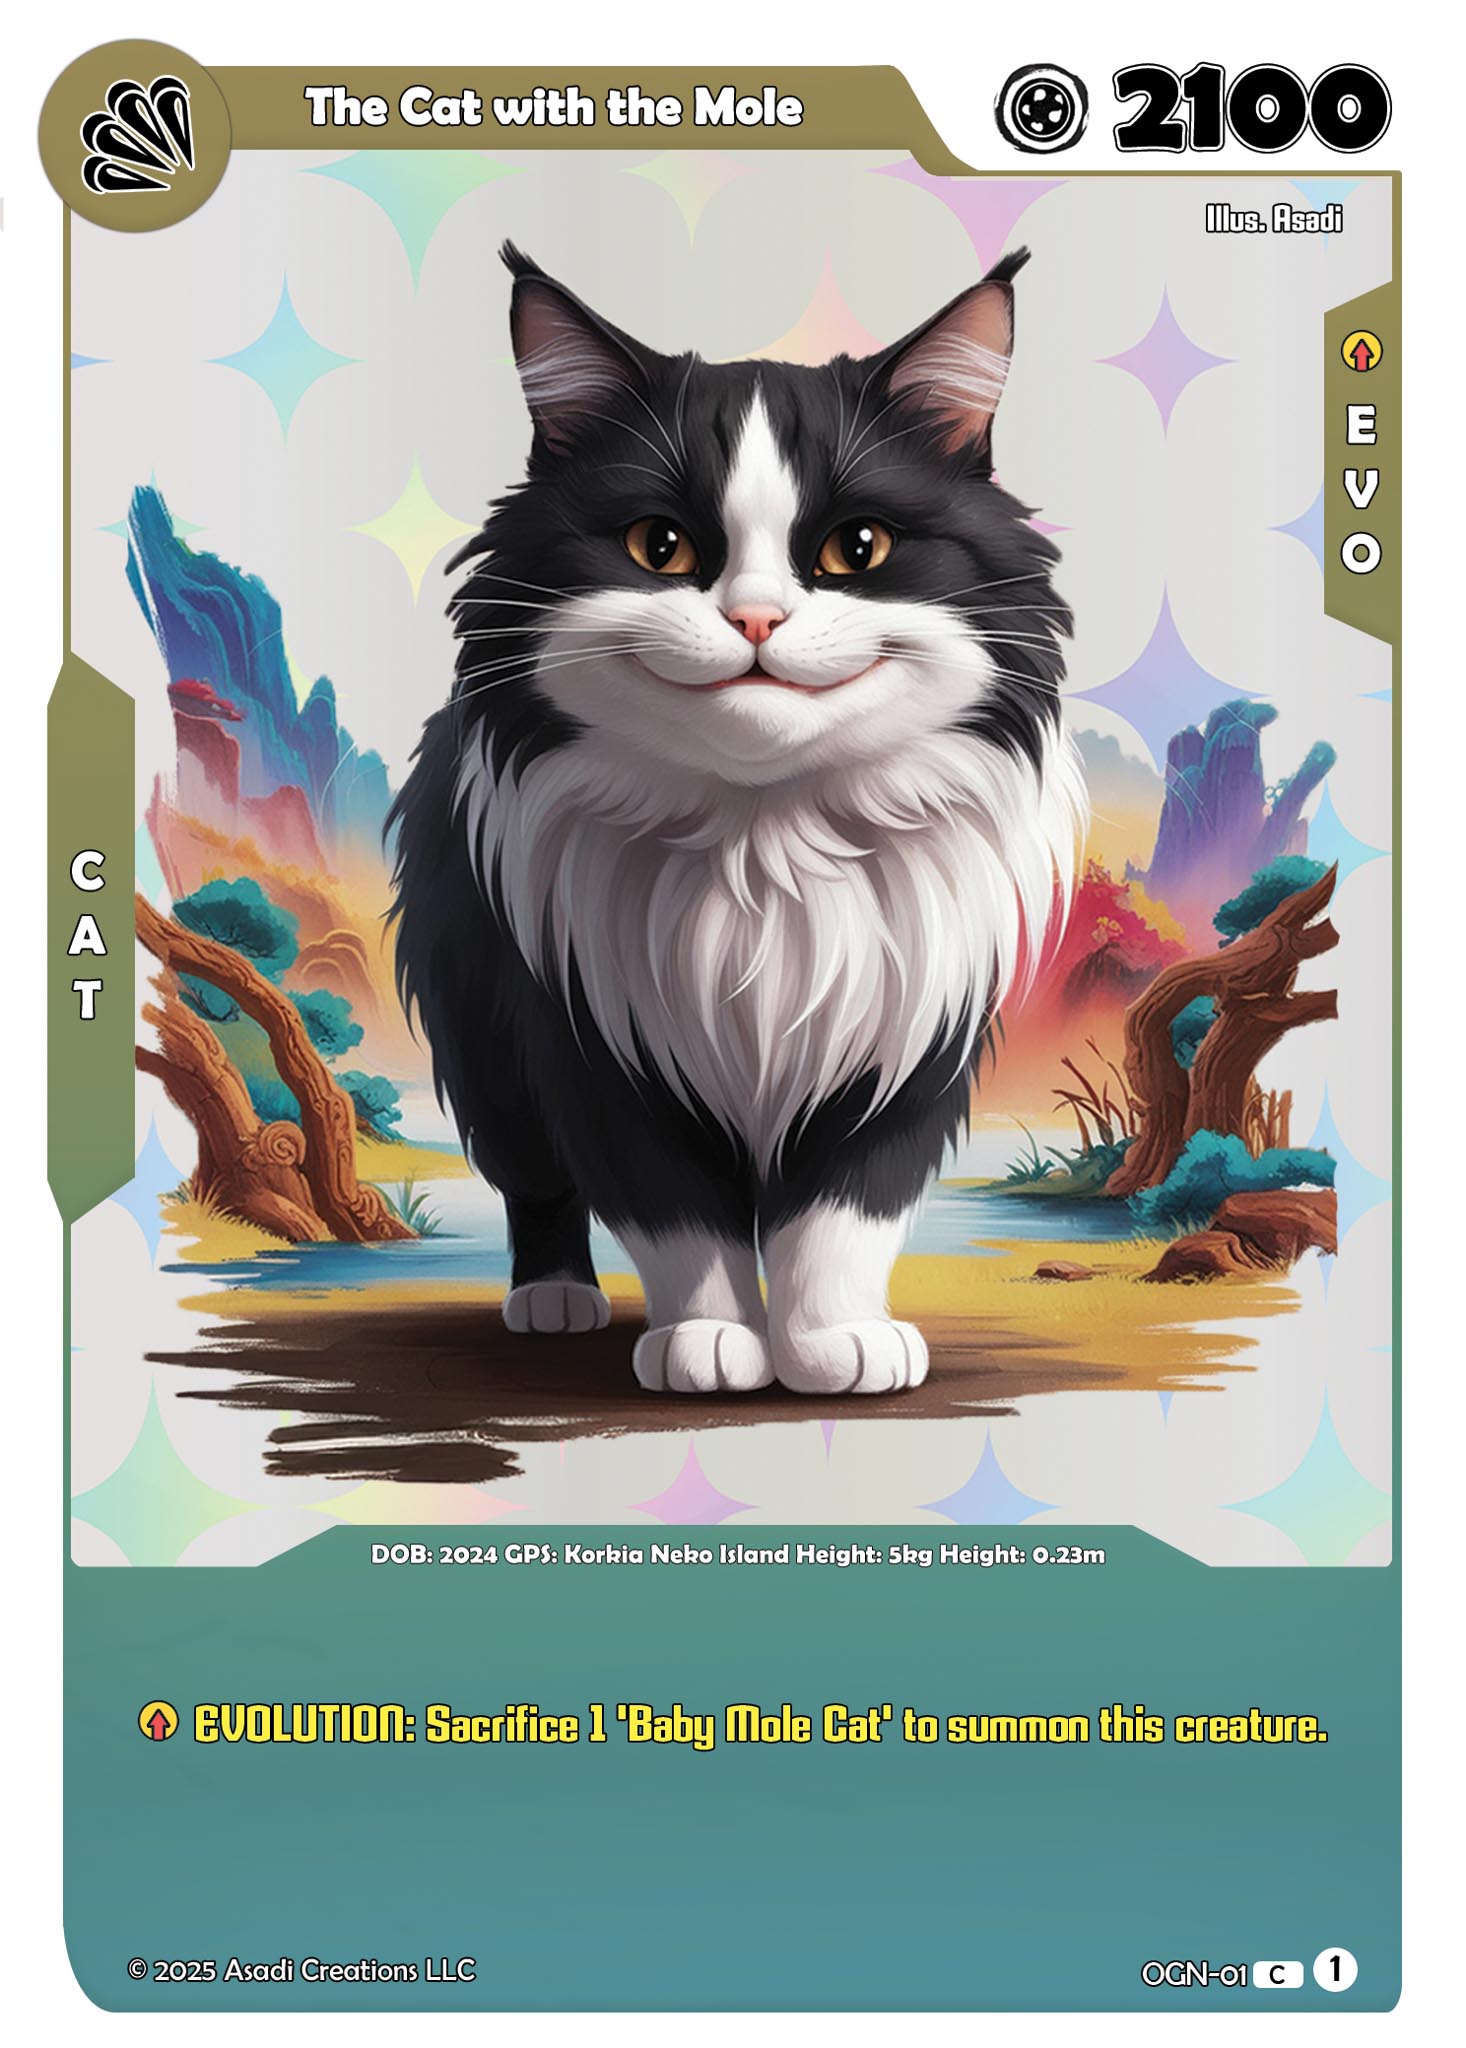 The Cat with the Mole
2100
Illus. Asadi
EVO
CAT
DOB: 2024 GPS: Korkia Neko Island Height: 5kg Height: 0.23m
EVOLUTION: Sacrifice 1 'Baby Mole Cat' to summon this creature.
© 2025 Asadi Creations LLC
OGN-01 C 1